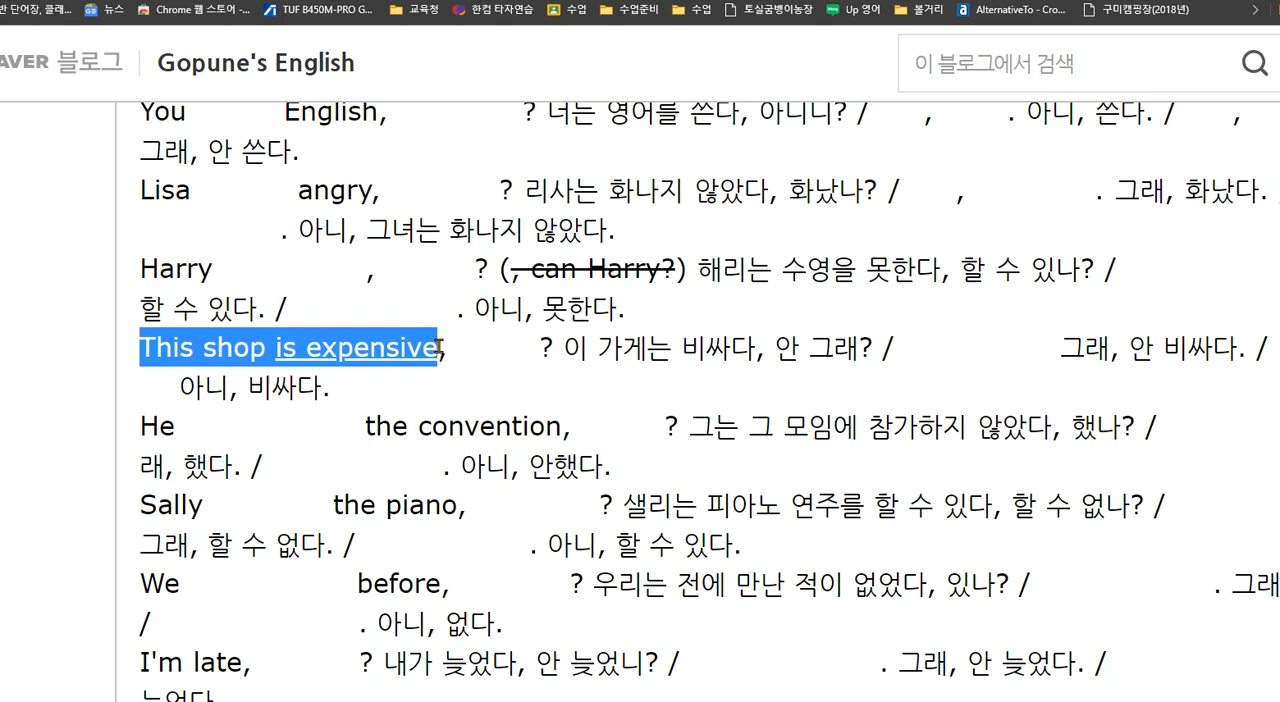 반 단어장, 클래... 뉴스 Chrome 웹 스토어 -... TUF B450M-PRO G... 교육청 한컴 타자연습 수업 수업준비 수업 토실굼벵이농장 Up 영어 볼거리 AlternativeTo - Cro... 구미캠핑장(2018년)
AVER 블로그 Gopune's English 이 블로그에서 검색
You English, ? 너는 영어를 쓴다, 아니니? / , . 아니, 쓴다. / ,
그래, 안 쓴다.
Lisa angry, ? 리사는 화나지 않았다, 화났나? / , . 그래, 화났다.
. 아니, 그녀는 화나지 않았다.
Harry , ? (, can Harry?) 해리는 수영을 못한다, 할 수 있나? /
할 수 있다. / . 아니, 못한다.
This shop is expensive, ? 이 가게는 비싸다, 안 그래? / 그래, 안 비싸다. /
아니, 비싸다.
He the convention, ? 그는 그 모임에 참가하지 않았다, 했나? /
래, 했다. / . 아니, 안했다.
Sally the piano, ? 샐리는 피아노 연주를 할 수 있다, 할 수 없나? /
그래, 할 수 없다. / . 아니, 할 수 있다.
We before, ? 우리는 전에 만난 적이 없었다, 있나? / . 그래
/ . 아니, 없다.
I'm late, ? 내가 늦었다, 안 늦었니? / . 그래, 안 늦었다. /
늦었다